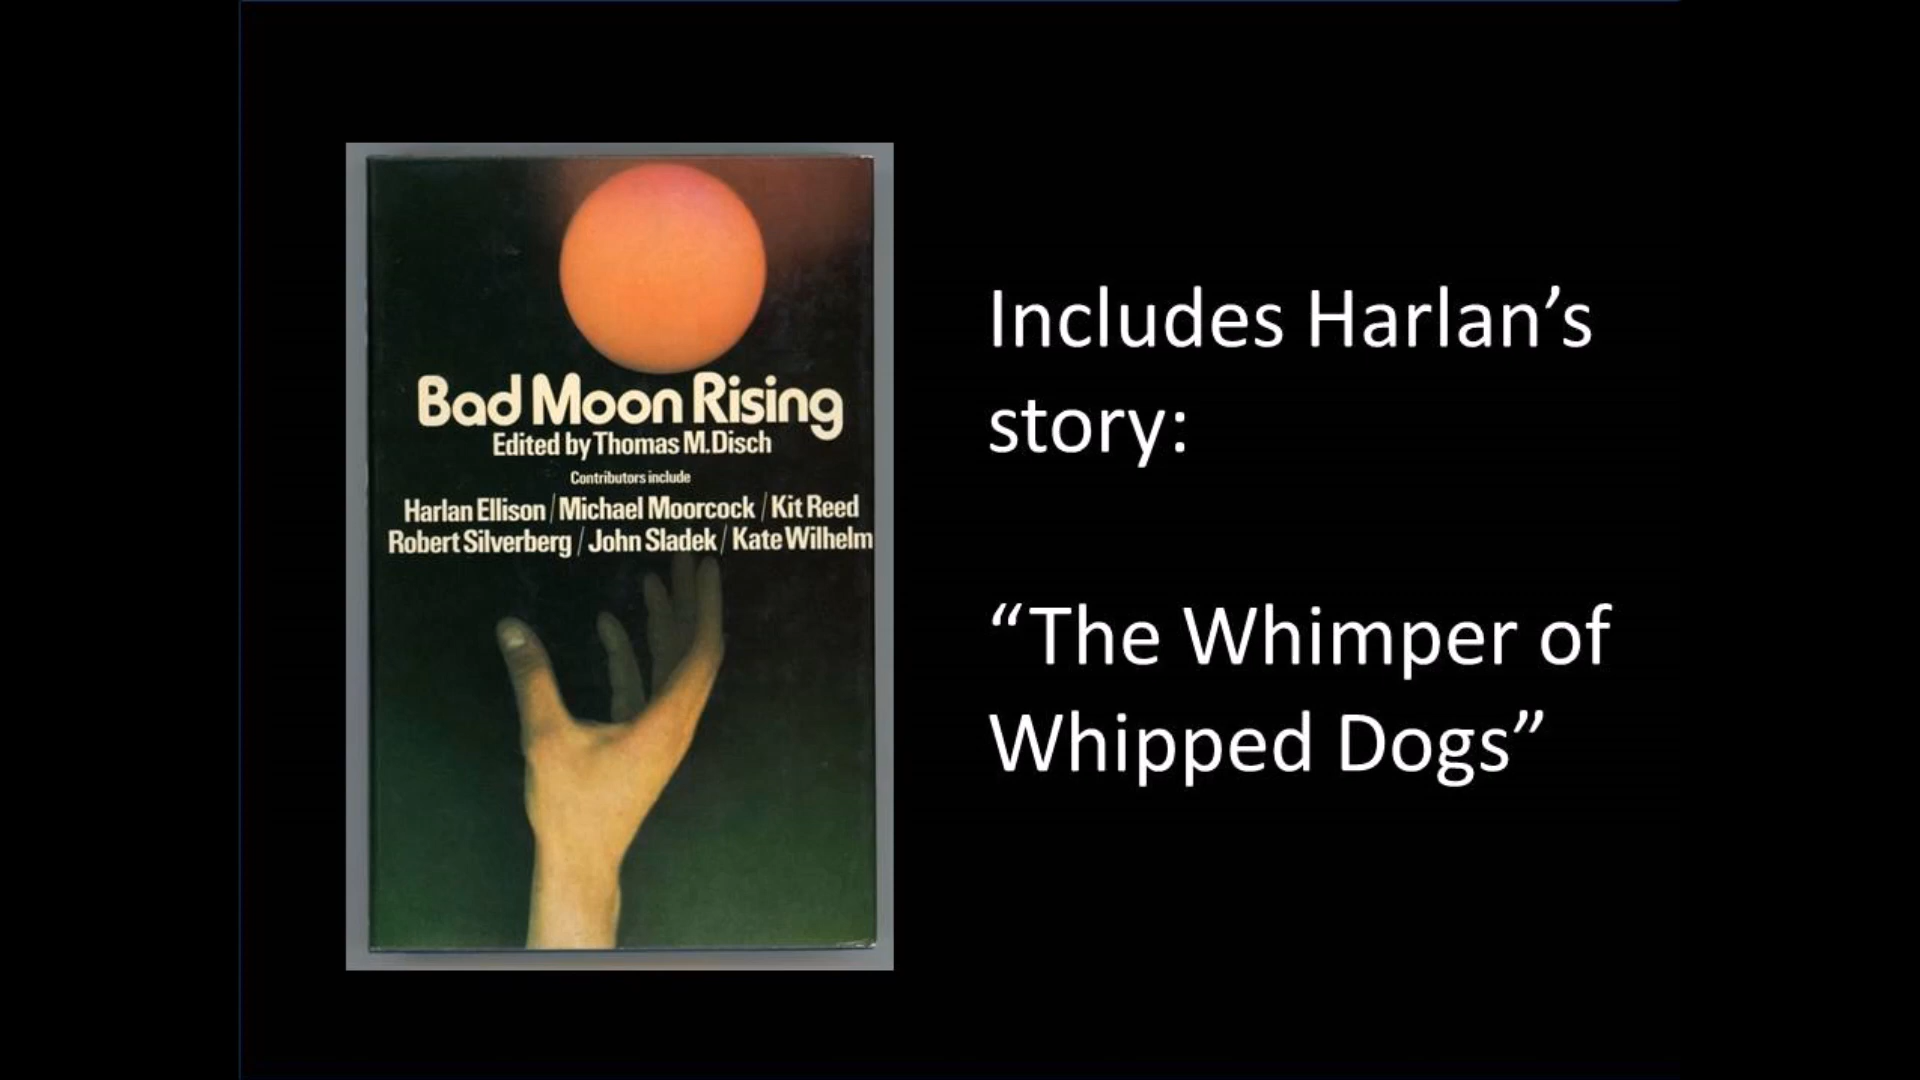 Bad Moon Rising
Edited by Thomas M. Disch
Contributors include
Harlan Ellison / Michael Moorcock / Kit Reed
Robert Silverberg / John Sladek / Kate Wilhelm
Includes Harlan’s
story:
“The Whimper of
Whipped Dogs”